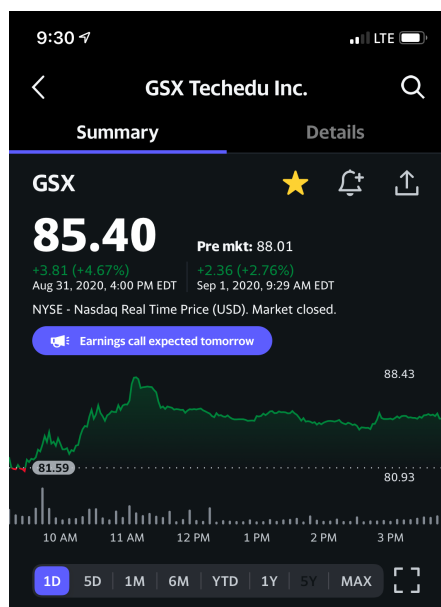 9:30 LTE
GSX Techedu Inc.
Summary Details
GSX
85.40 Pre mkt: 88.01
+3.81 (+4.67%) +2.36 (+2.76%)
Aug 31, 2020, 4:00 PM EDT Sep 1, 2020, 9:29 AM EDT
NYSE - Nasdaq Real Time Price (USD). Market closed.
Earnings call expected tomorrow
88.43
81.59
80.93
10 AM 11 AM 12 PM 1 PM 2 PM 3 PM
1D 5D 1M 6M YTD 1Y 5Y MAX